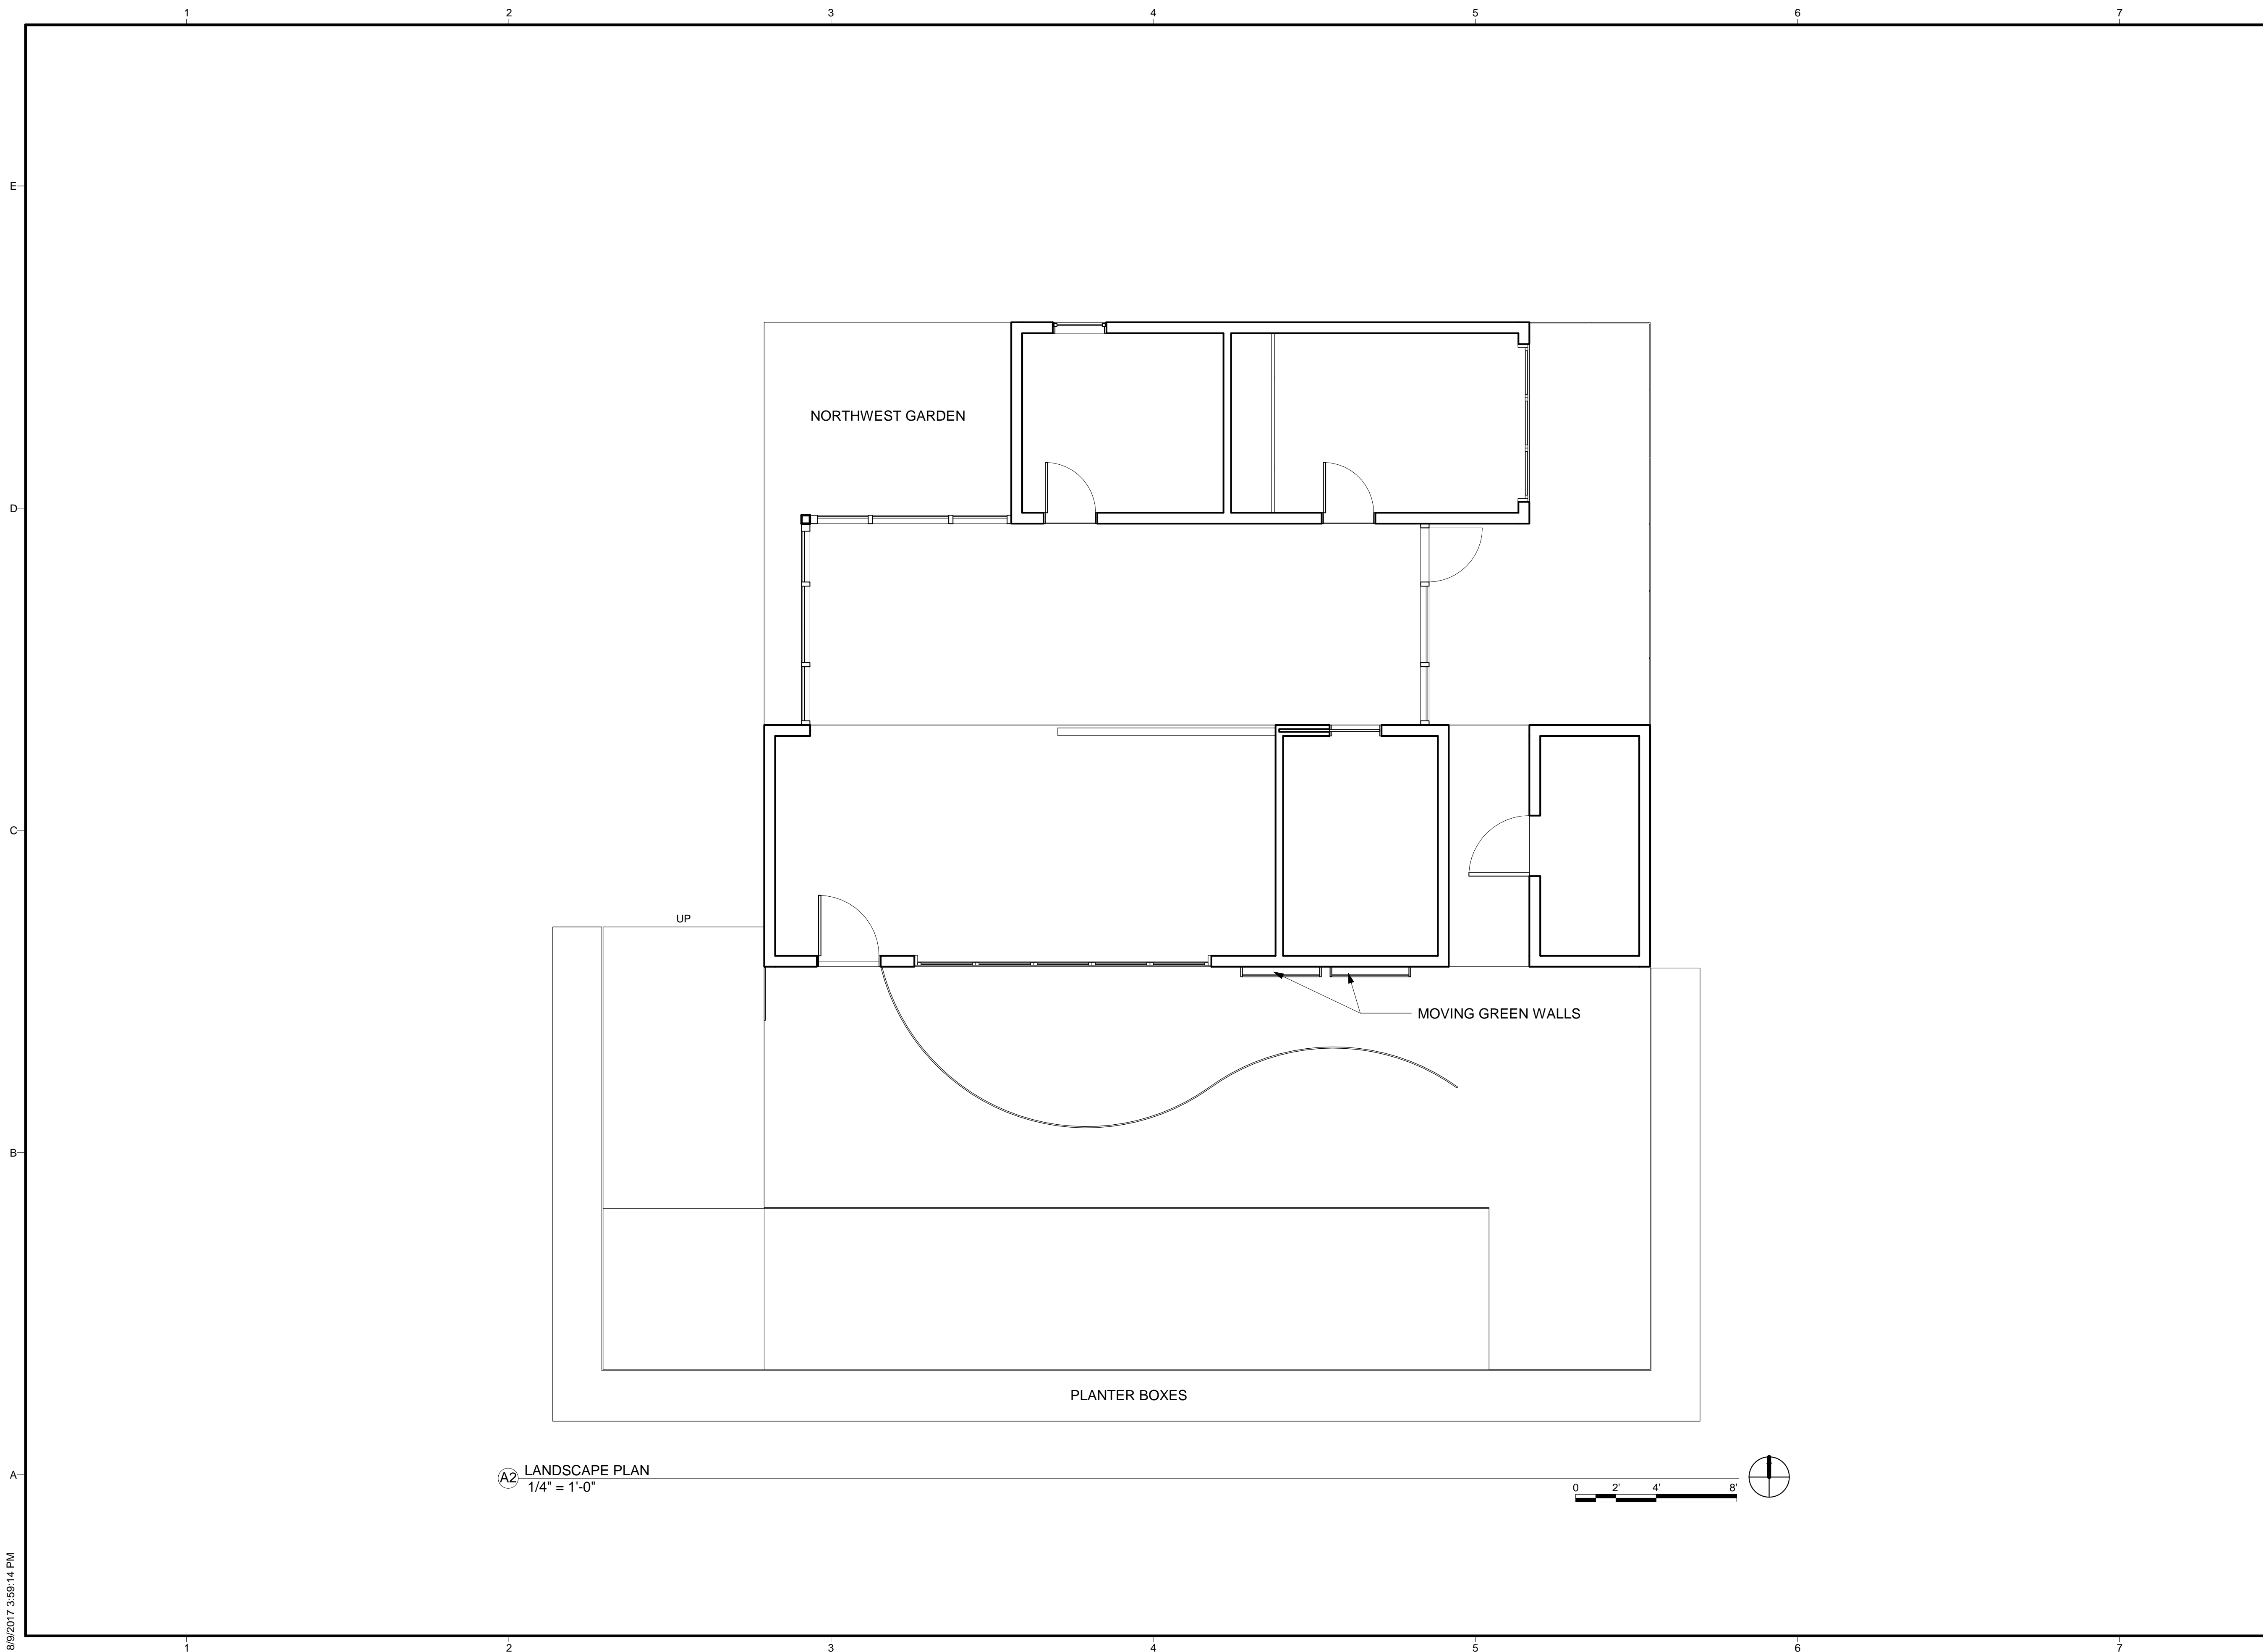 1 2 3 4 5 6 7
E
NORTHWEST GARDEN
D
C
UP
MOVING GREEN WALLS
B
PLANTER BOXES
A
A2 LANDSCAPE PLAN
1/4" = 1'-0"
0 2' 4' 8'
8/9/2017 3:59:14 PM
1 2 3 4 5 6 7